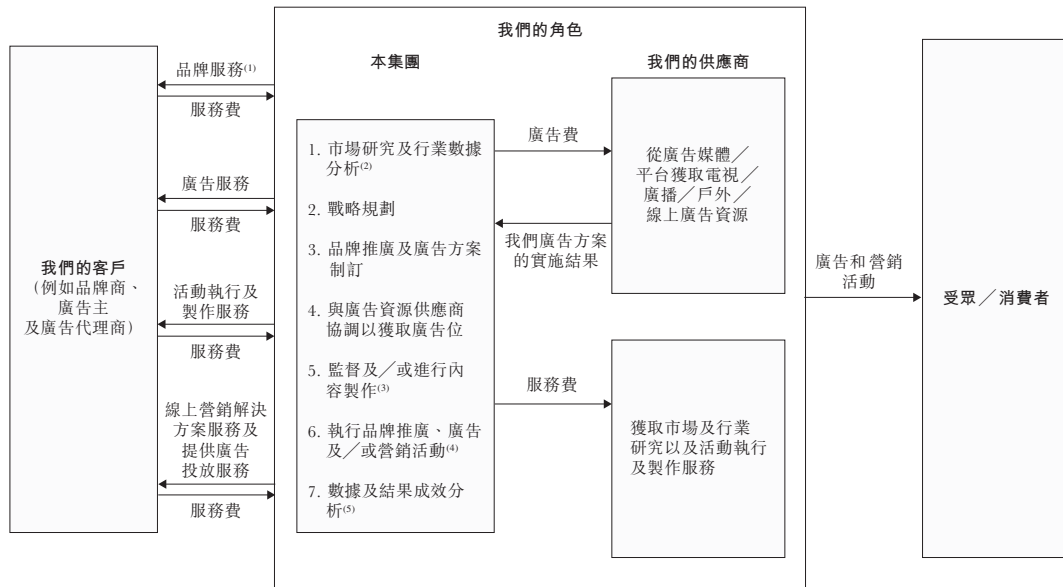 我們的角色
本集團
我們的供應商
品牌服務(1)
服務費
廣告服務
服務費
我們的客戶
(例如品牌商、
廣告主
及廣告代理商)
活動執行及
製作服務
服務費
線上營銷解決
方案服務及
提供廣告
投放服務
服務費
1. 市場研究及行業數據
分析(2)
2. 戰略規劃
3. 品牌推廣及廣告方案
制訂
4. 與廣告資源供應商
協調以獲取廣告位
5. 監督及╱或進行內
容製作(3)
6. 執行品牌推廣、廣告
及╱或營銷活動(4)
7. 數據及結果成效分
析(5)
廣告費
我們廣告方案
的實施結果
服務費
從廣告媒體╱
平台獲取電視╱
廣播╱戶外╱
線上廣告資源
獲取市場及行業
研究以及活動執行
及製作服務
廣告和營銷
活動
受眾╱消費者